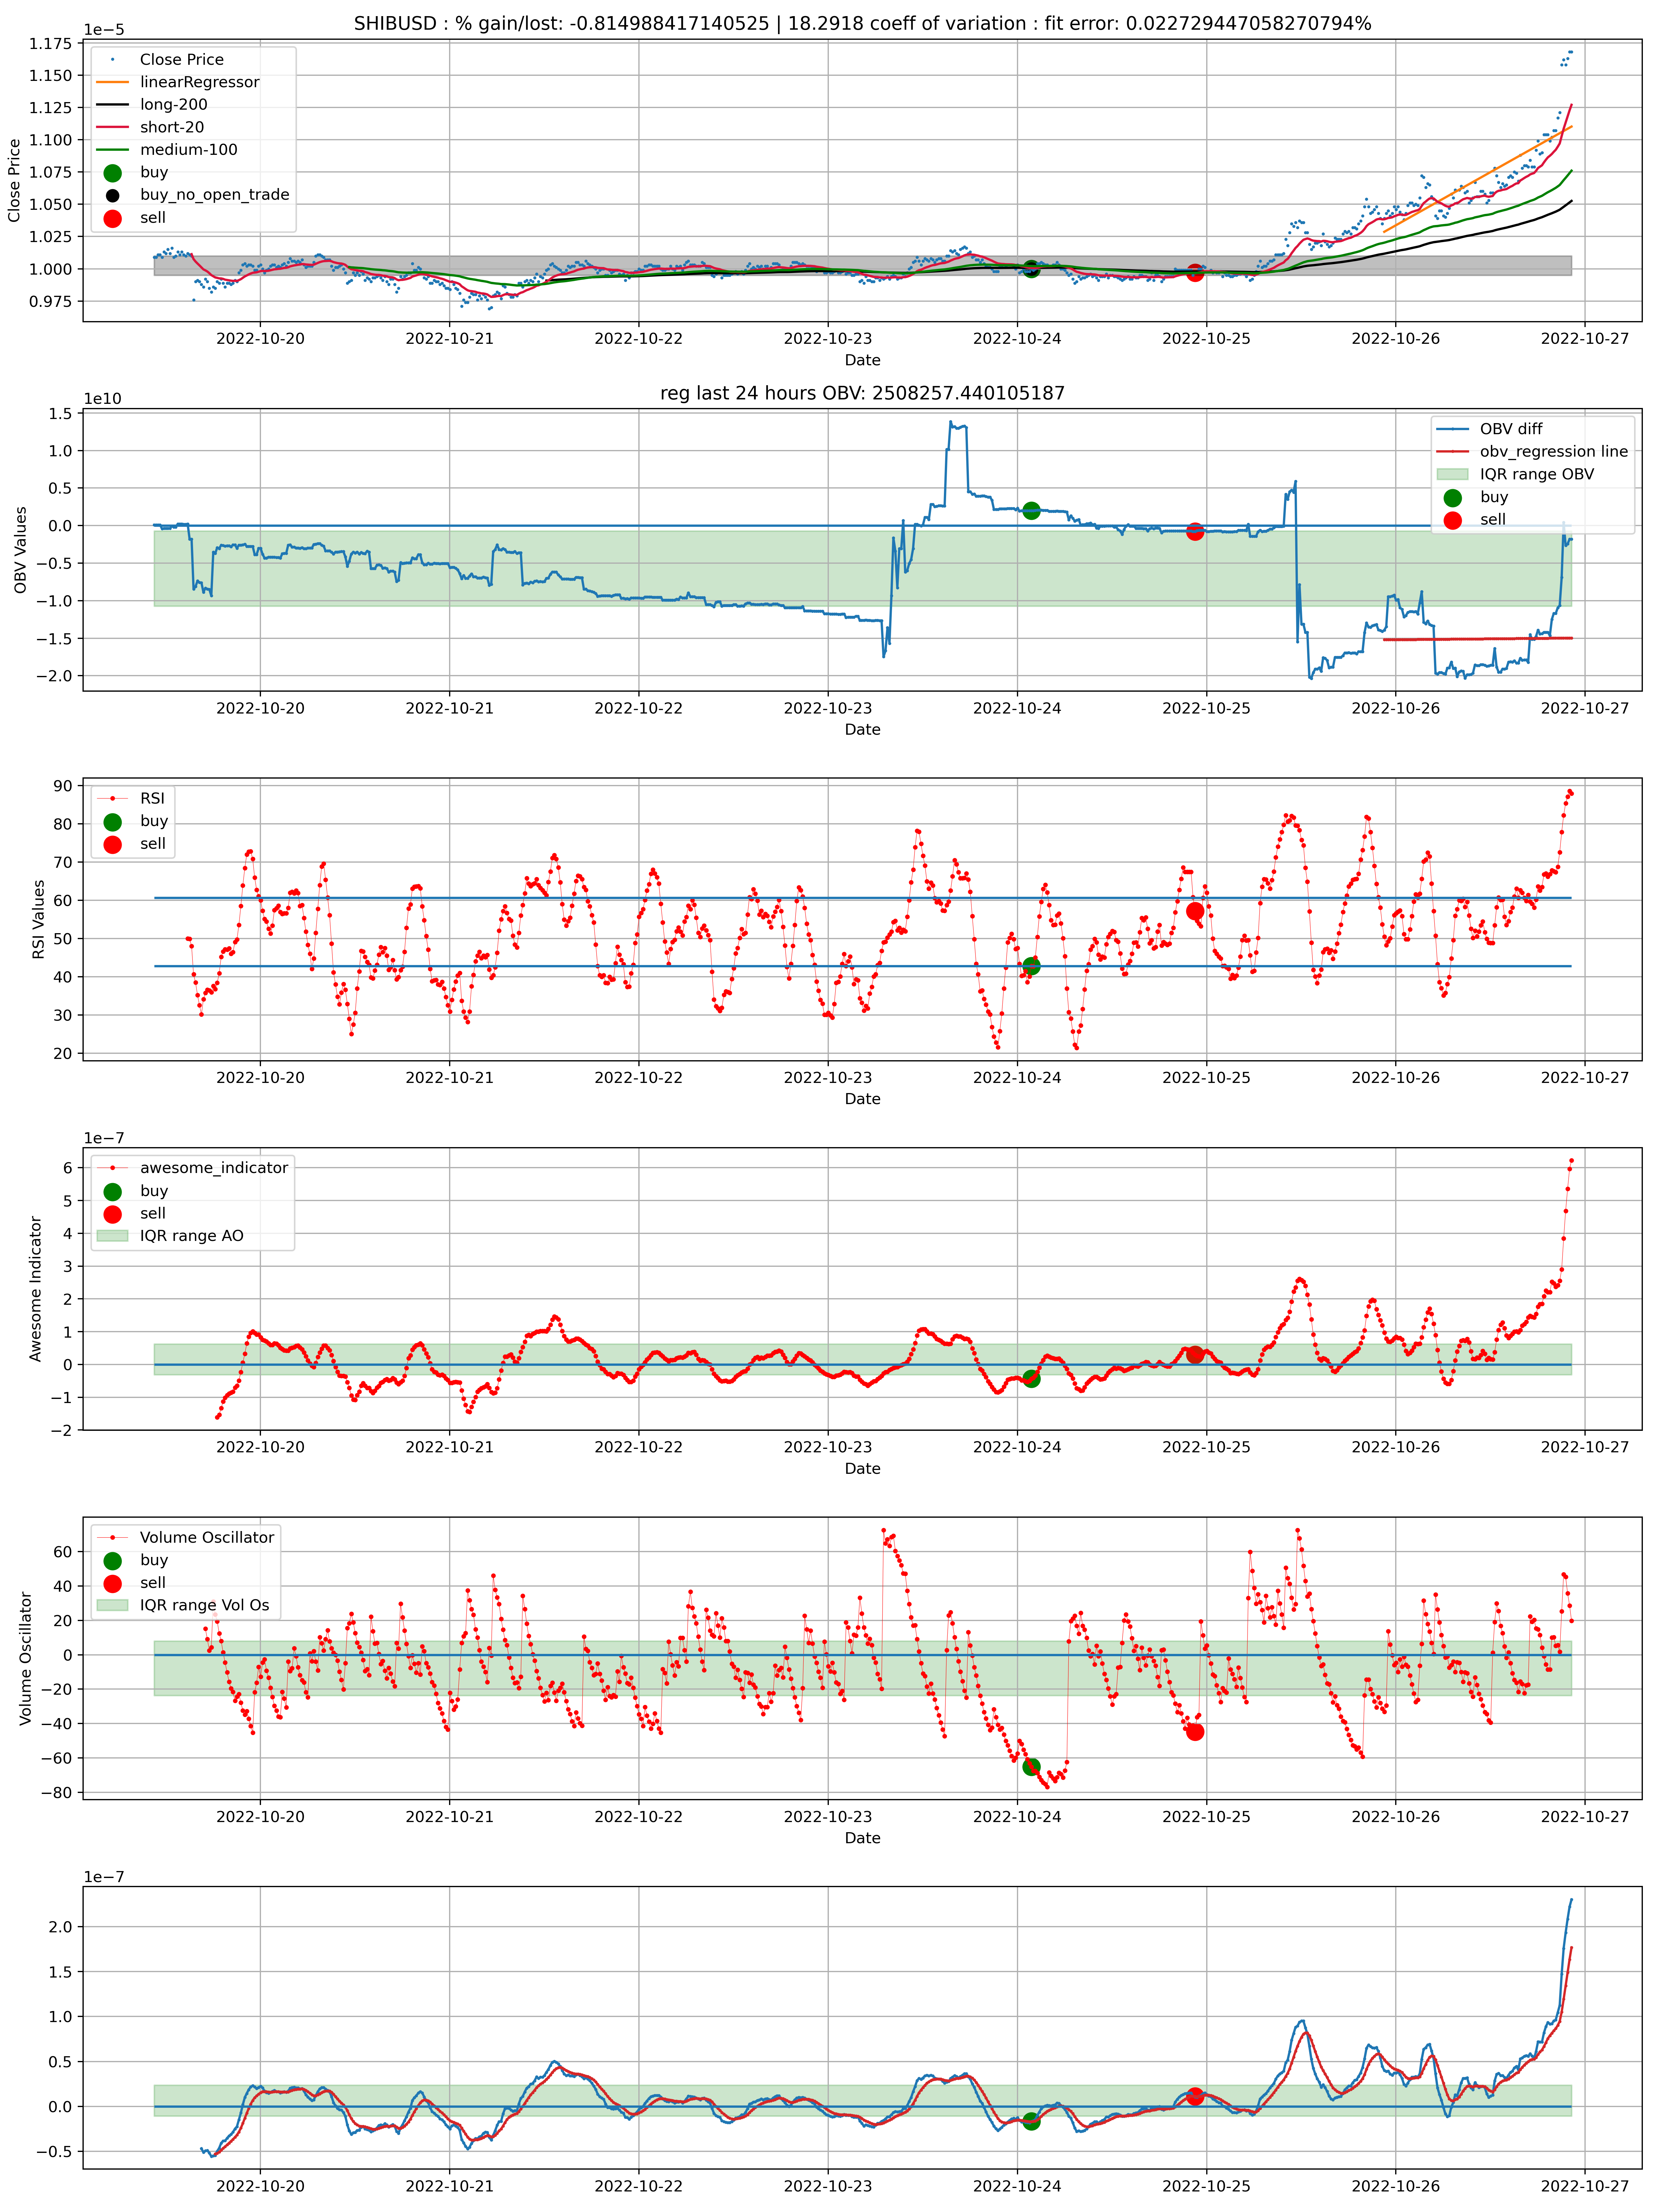 SHIBUSD : % gain/lost: -0.814988417140525 | 18.2918 coeff of variation : fit error: 0.022729447058270794%
1e−5
1.175
1.150
1.125
1.100
1.075
1.050
1.025
1.000
0.975
Close Price
Close Price
linearRegressor
long-200
short-20
medium-100
buy
buy_no_open_trade
sell
2022-10-20 2022-10-21 2022-10-22 2022-10-23 2022-10-24 2022-10-25 2022-10-26 2022-10-27
Date
reg last 24 hours OBV: 2508257.440105187
1e10
1.5
1.0
0.5
0.0
−0.5
−1.0
−1.5
−2.0
OBV Values
OBV diff
obv_regression line
IQR range OBV
buy
sell
2022-10-20 2022-10-21 2022-10-22 2022-10-23 2022-10-24 2022-10-25 2022-10-26 2022-10-27
Date
90
80
70
60
50
40
30
20
RSI Values
RSI
buy
sell
2022-10-20 2022-10-21 2022-10-22 2022-10-23 2022-10-24 2022-10-25 2022-10-26 2022-10-27
Date
1e−7
6
5
4
3
2
1
0
−1
−2
Awesome Indicator
awesome_indicator
buy
sell
IQR range AO
2022-10-20 2022-10-21 2022-10-22 2022-10-23 2022-10-24 2022-10-25 2022-10-26 2022-10-27
Date
60
40
20
0
−20
−40
−60
−80
Volume Oscillator
Volume Oscillator
buy
sell
IQR range Vol Os
2022-10-20 2022-10-21 2022-10-22 2022-10-23 2022-10-24 2022-10-25 2022-10-26 2022-10-27
Date
1e−7
2.0
1.5
1.0
0.5
0.0
−0.5
2022-10-20 2022-10-21 2022-10-22 2022-10-23 2022-10-24 2022-10-25 2022-10-26 2022-10-27